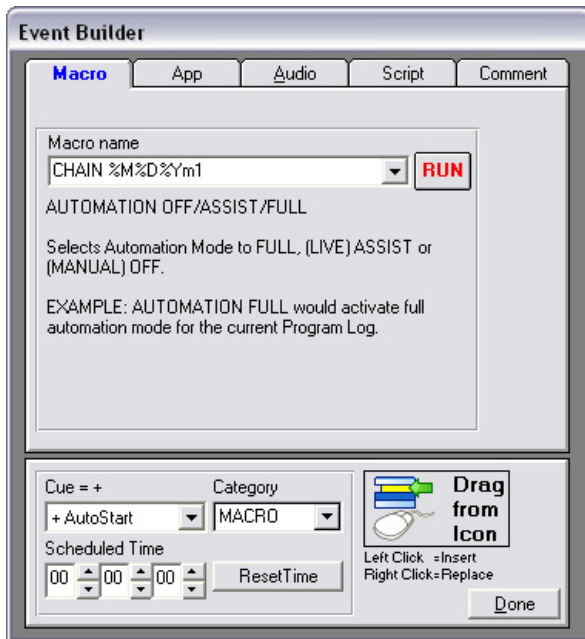 Event Builder
Macro App Audio Script Comment
Macro name
CHAIN %M%D%Ym1 RUN
AUTOMATION OFF/ASSIST/FULL
Selects Automation Mode to FULL, (LIVE) ASSIST or
(MANUAL) OFF.
EXAMPLE: AUTOMATION FULL would activate full
automation mode for the current Program Log.
Cue = + Category
+ AutoStart MACRO
Scheduled Time
00 00 00 ResetTime
Drag
from
Icon
Left Click =Insert
Right Click=Replace
Done